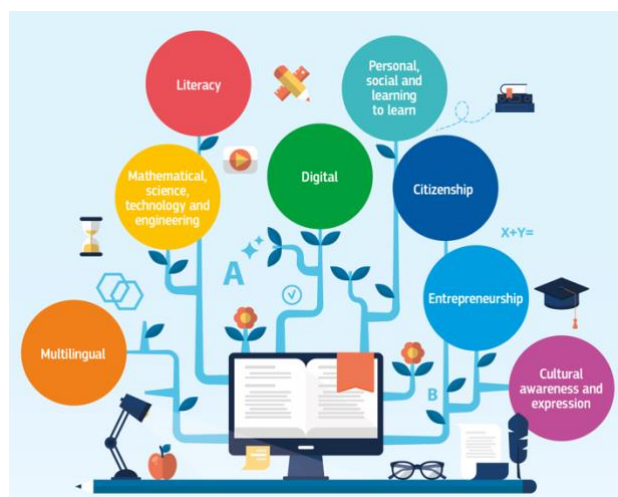 Literacy
Personal,
social and
learning
to learn
Mathematical,
science,
technology and
engineering
Digital
Citizenship
X+Y=
A
Entrepreneurship
Multilingual
Cultural
awareness and
expression
B